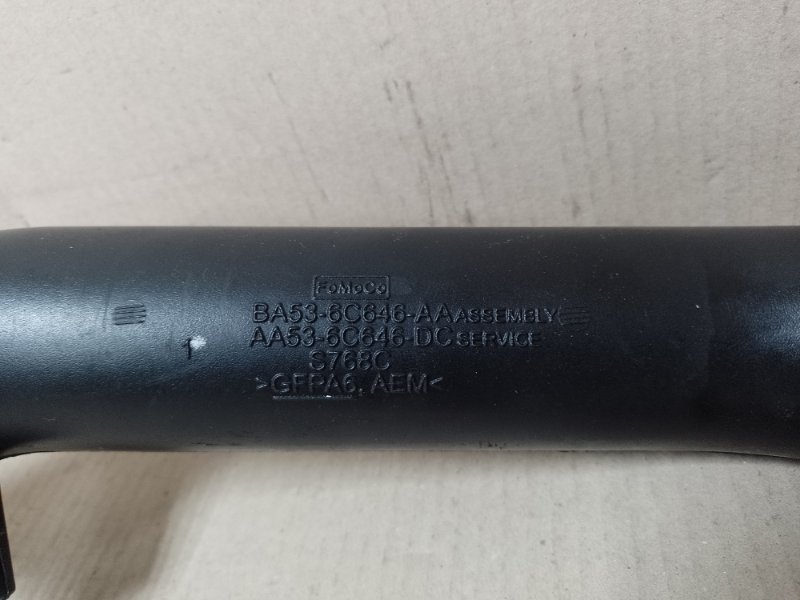 FoMoCo
BA53-6C646-AA ASSEMBLY
AA53-6C646-DC SERVICE
S768C
>GFPA6, AEM<